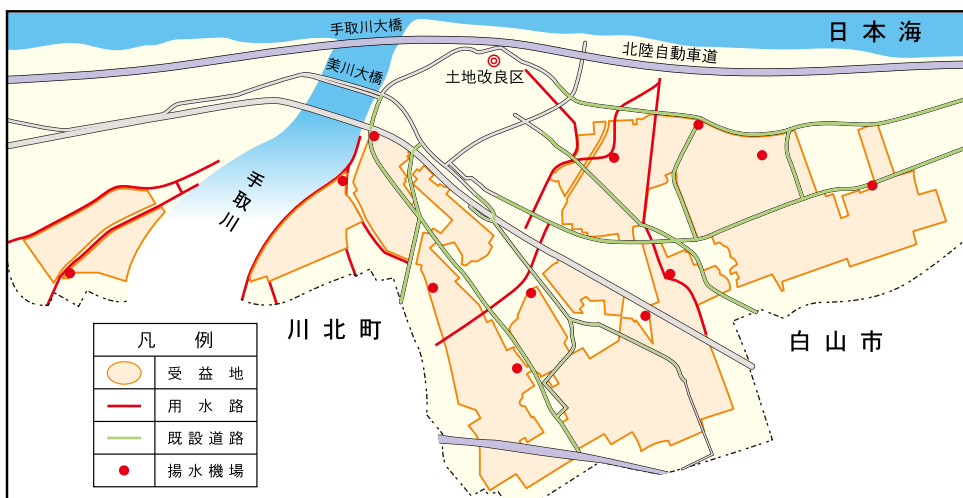 日本海
手取川大橋
北陸自動車道
美川大橋
土地改良区
手取川
川北町
白山市
凡例
受益地
用水路
既設道路
揚水機場